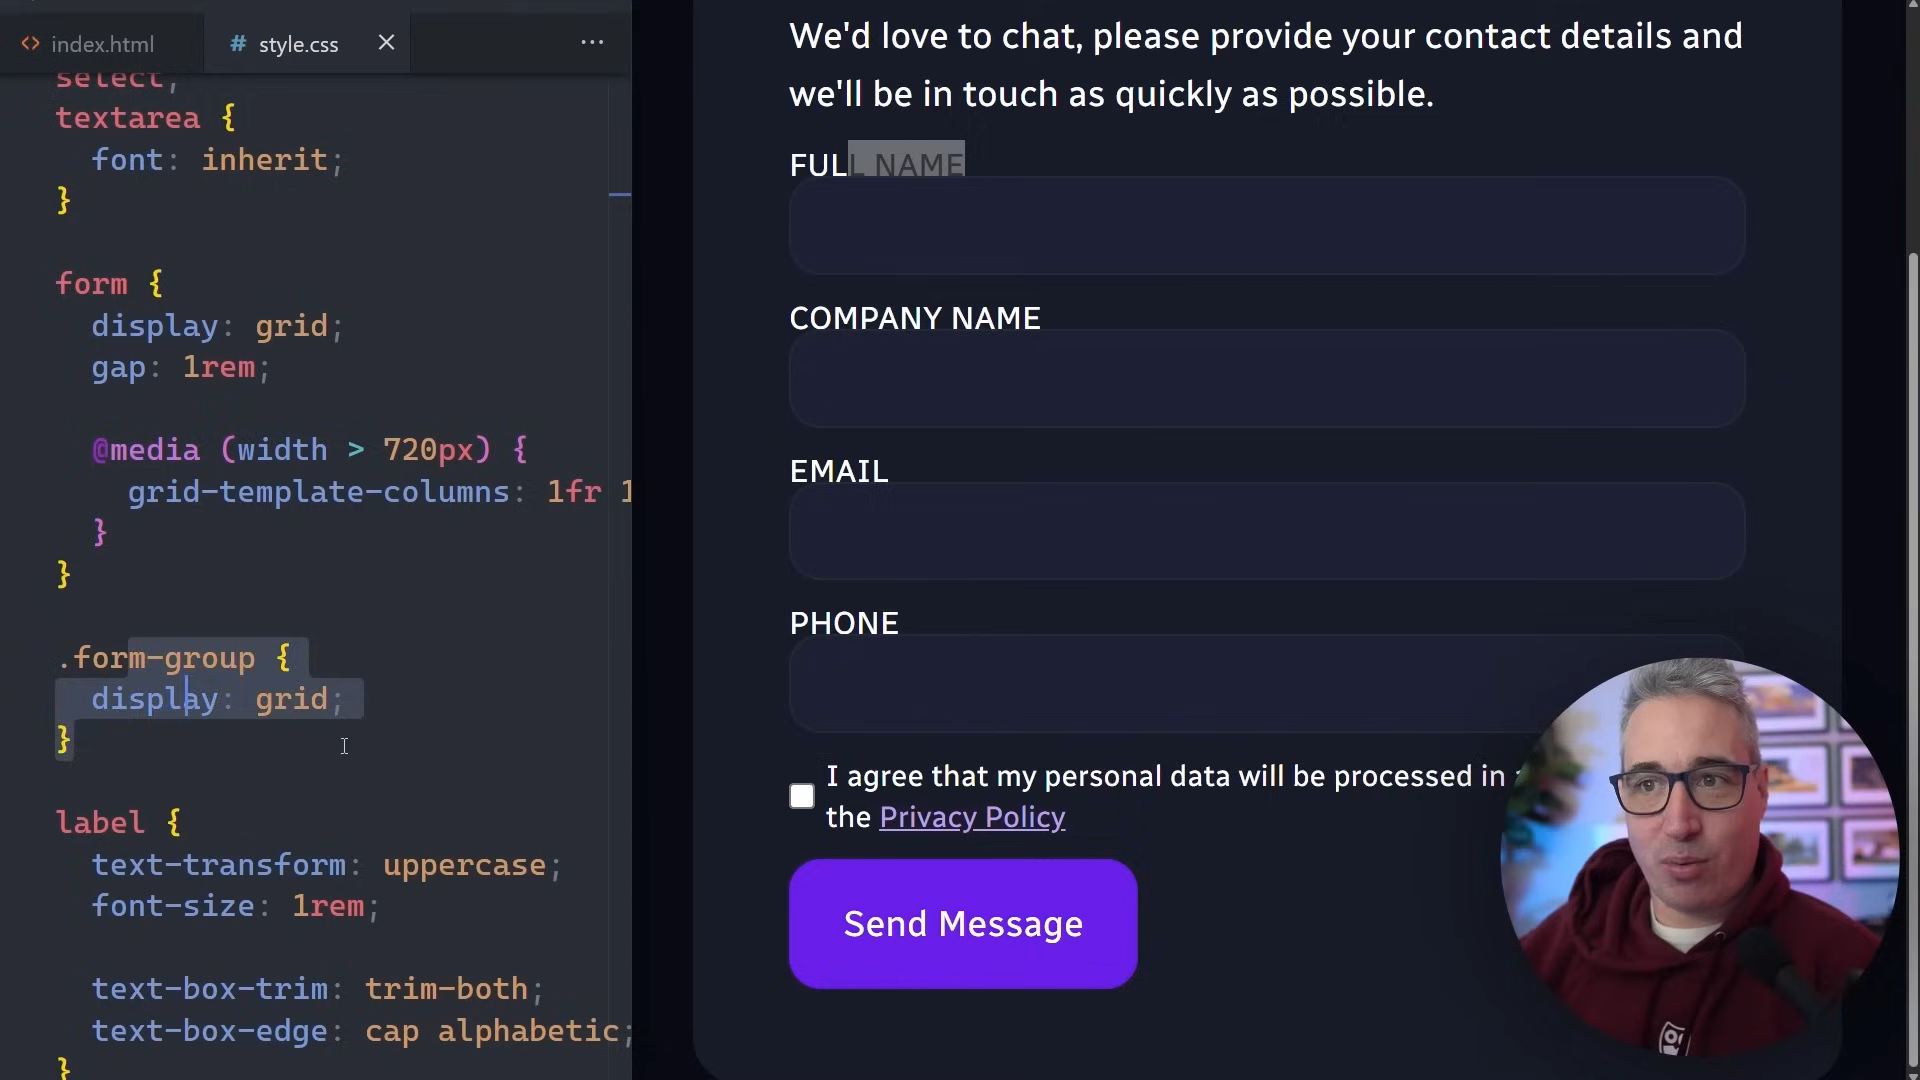 index.html
# style.css
...
select,
textarea {
font: inherit;
}
form {
display: grid;
gap: 1rem;
@media (width > 720px) {
grid-template-columns: 1fr 1
}
}
.form-group {
display: grid;
}
label {
text-transform: uppercase;
font-size: 1rem;
text-box-trim: trim-both;
text-box-edge: cap alphabetic;
}
We'd love to chat, please provide your contact details and
we'll be in touch as quickly as possible.
FULL NAME
COMPANY NAME
EMAIL
PHONE
I agree that my personal data will be processed in
the Privacy Policy
Send Message